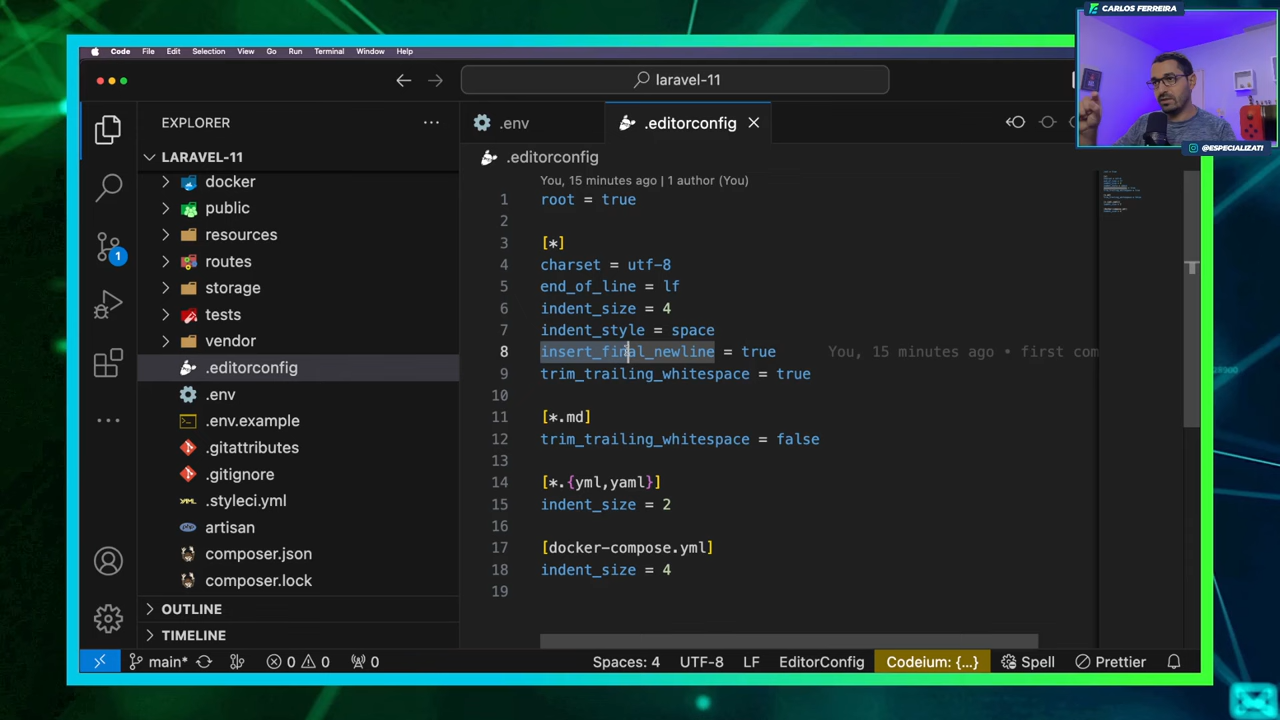 CARLOS FERREIRA
@ESPECIALIZATI
Code File Edit Selection View Go Run Terminal Window Help
laravel-11
EXPLORER
LARAVEL-11
docker
public
resources
routes
storage
tests
vendor
.editorconfig
.env
.env.example
.gitattributes
.gitignore
.styleci.yml
artisan
composer.json
composer.lock
OUTLINE
TIMELINE
1
.env
.editorconfig
.editorconfig
You, 15 minutes ago | 1 author (You)
1 root = true
2
3 [*]
4 charset = utf-8
5 end_of_line = lf
6 indent_size = 4
7 indent_style = space
8 insert_final_newline = true You, 15 minutes ago • first com
9 trim_trailing_whitespace = true
10
11 [*.md]
12 trim_trailing_whitespace = false
13
14 [*.{yml,yaml}]
15 indent_size = 2
16
17 [docker-compose.yml]
18 indent_size = 4
19
main* 0 0 0 Spaces: 4 UTF-8 LF EditorConfig Codeium: {...} Spell Prettier